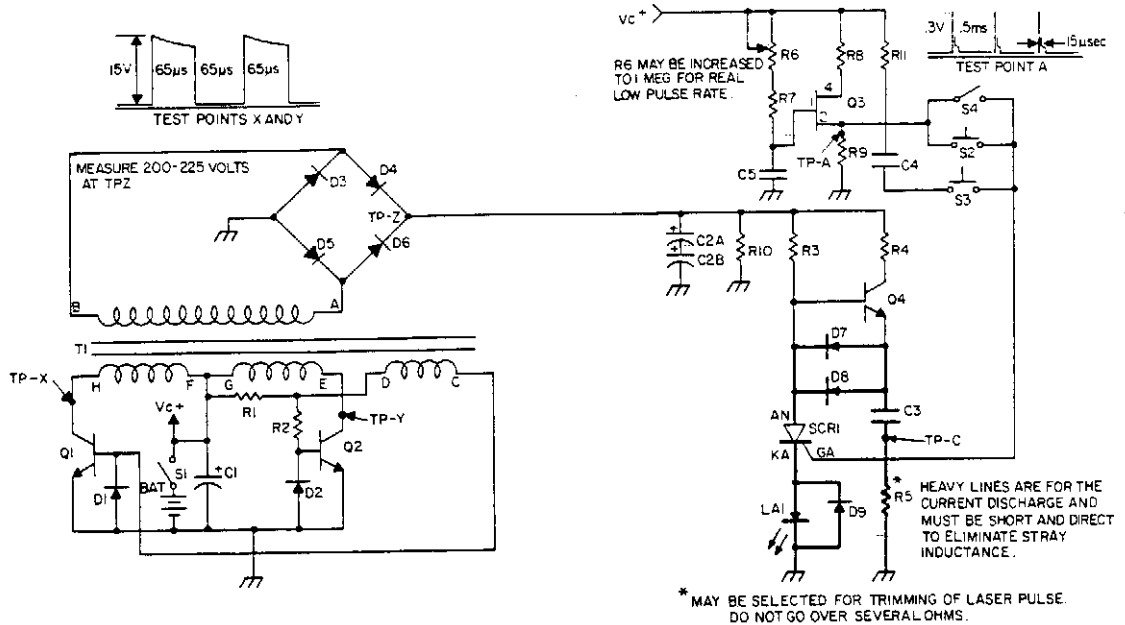 15V
65µs
65µs
65µs
TEST POINTS X AND Y
Vc+
R6 MAY BE INCREASED
TO 1 MEG FOR REAL
LOW PULSE RATE.
R6
R8
R11
R7
4
1
2
Q3
TP-A
R9
C5
C4
S4
S2
S3
.3V
.5ms
15µsec
TEST POINT A
MEASURE 200-225 VOLTS
AT TPZ
D3
D4
TP-Z
D5
D6
B
A
T1
C2A
C2B
+
+
R10
R3
R4
Q4
D7
D8
C3
AN
SCR1
TP-C
KA
GA
LA1
D9
*
R5
HEAVY LINES ARE FOR THE
CURRENT DISCHARGE AND
MUST BE SHORT AND DIRECT
TO ELIMINATE STRAY
INDUCTANCE.
TP-X
H
F
G
E
D
C
Vc+
R1
R2
TP-Y
Q1
S1
+
C1
Q2
D1
BAT
D2
* MAY BE SELECTED FOR TRIMMING OF LASER PULSE.
DO NOT GO OVER SEVERAL OHMS.